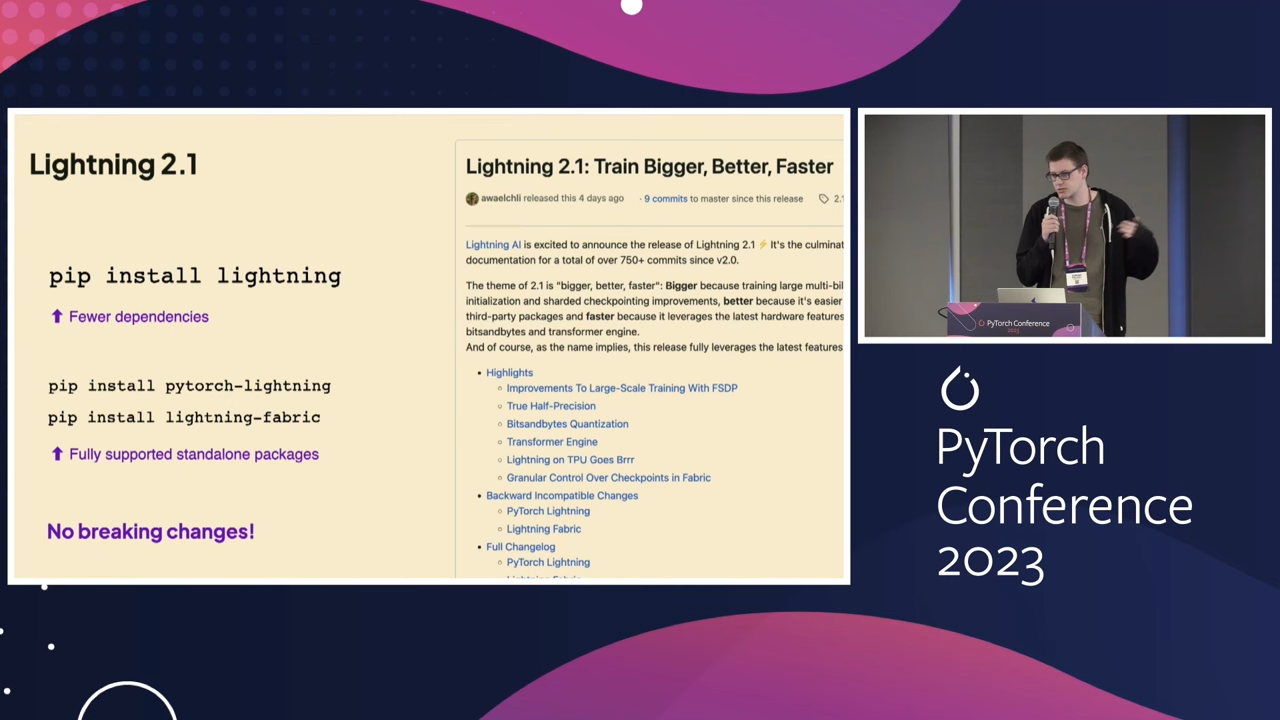 Lightning 2.1
pip install lightning
⬆ Fewer dependencies
pip install pytorch-lightning
pip install lightning-fabric
⬆ Fully supported standalone packages
No breaking changes!
Lightning 2.1: Train Bigger, Better, Faster
awaelchli released this 4 days ago · 9 commits to master since this release 2.1
Lightning AI is excited to announce the release of Lightning 2.1 ⚡ It's the culminat
documentation for a total of over 750+ commits since v2.0.
The theme of 2.1 is "bigger, better, faster": Bigger because training large multi-bil
initialization and sharded checkpointing improvements, better because it's easier
third-party packages and faster because it leverages the latest hardware features
bitsandbytes and transformer engine.
And of course, as the name implies, this release fully leverages the latest features
• Highlights
◦ Improvements To Large-Scale Training With FSDP
◦ True Half-Precision
◦ Bitsandbytes Quantization
◦ Transformer Engine
◦ Lightning on TPU Goes Brrr
◦ Granular Control Over Checkpoints in Fabric
• Backward Incompatible Changes
◦ PyTorch Lightning
◦ Lightning Fabric
• Full Changelog
◦ PyTorch Lightning
PyTorch Conference
2023
PyTorch
Conference
2023